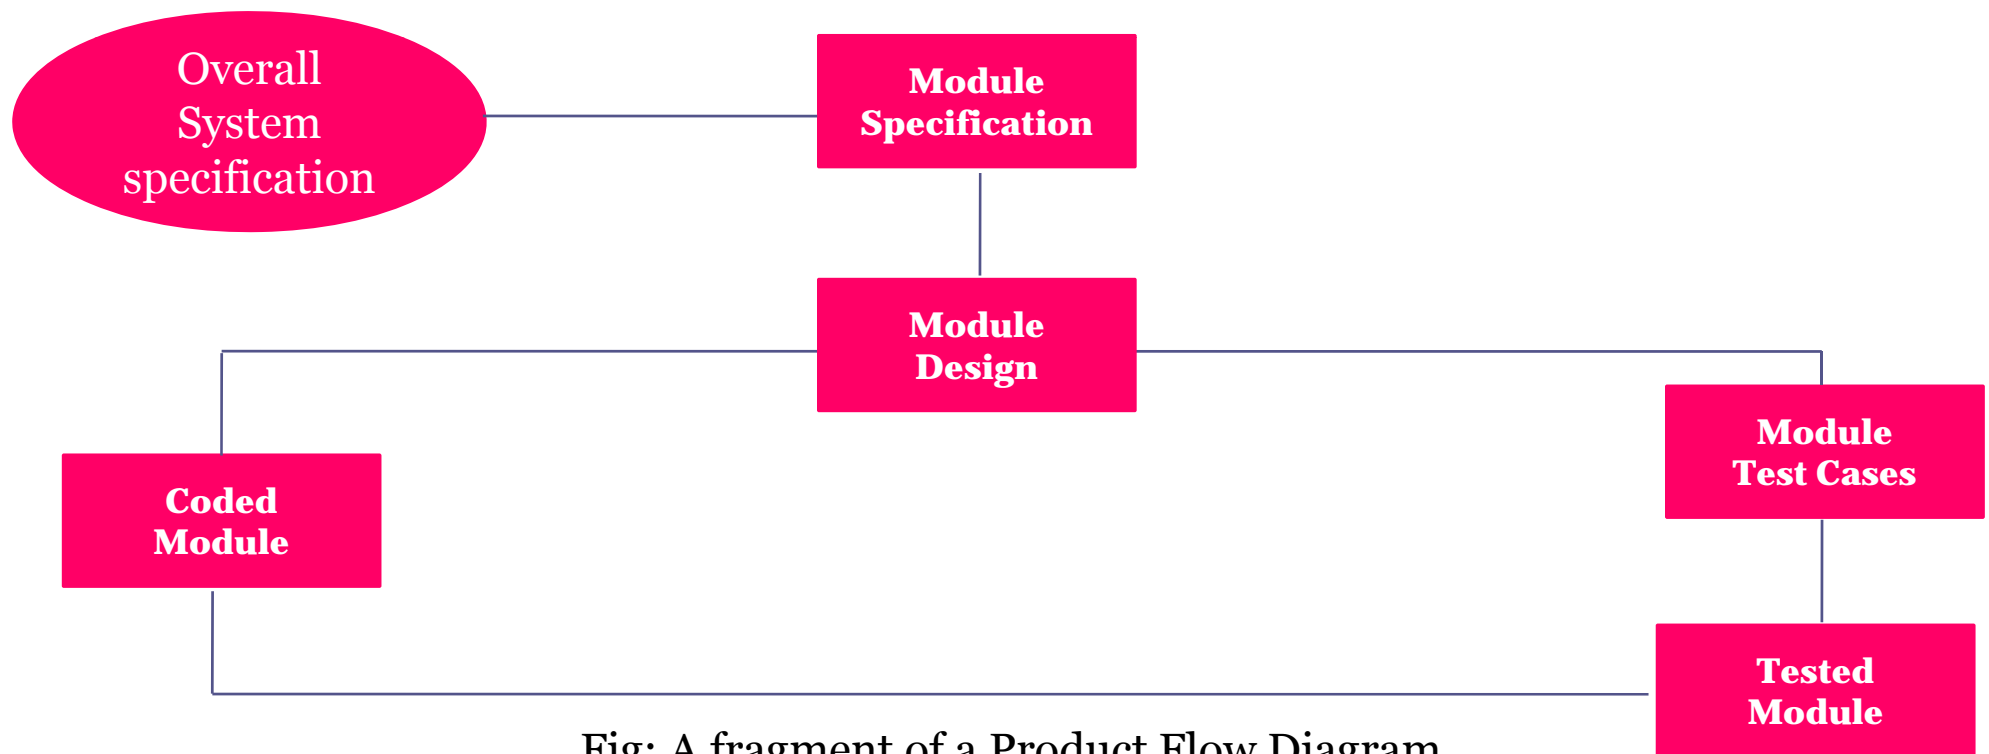 Overall
System
specification
Module
Specification
Module
Design
Module
Test Cases
Coded
Module
Tested
Module
Fig: A fragment of a Product Flow Diagram